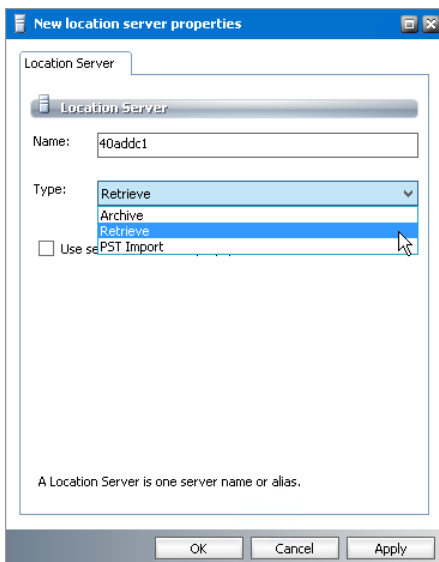 New location server properties
Location Server
Location Server
Name: 40addc1
Type: Retrieve
Archive
Retrieve
Use se PST Import
A Location Server is one server name or alias.
OK Cancel Apply